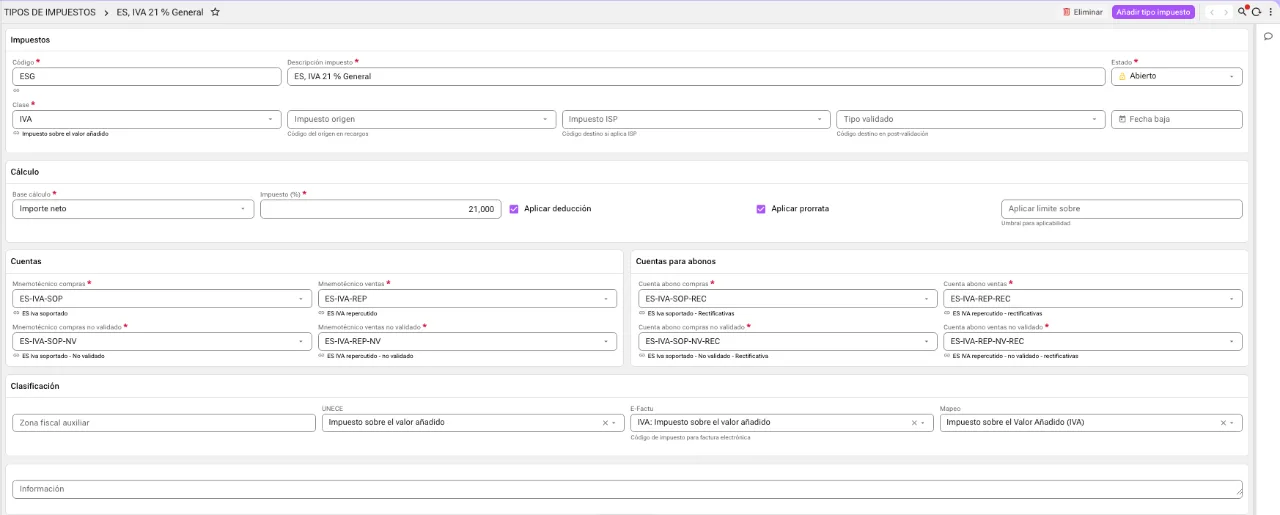 TIPOS DE IMPUESTOS > ES, IVA 21 % General
Eliminar
Añadir tipo impuesto
Impuestos
Código *
Descripción impuesto *
Estado *
ESG
ES, IVA 21 % General
Abierto
Clase *
IVA
Impuesto origen
Impuesto ISP
Tipo validado
Fecha baja
Impuesto sobre el valor añadido
Código del origen en recargos
Código destino si aplica ISP
Código destino en post-validación
Cálculo
Base cálculo *
Impuesto (%) *
Importe neto
21,000
Aplicar deducción
Aplicar prorrata
Aplicar limite sobre
Umbral para aplicabilidad
Cuentas
Mnemotécnico compras *
Mnemotécnico ventas *
ES-IVA-SOP
ES-IVA-REP
ES iva soportado
ES IVA repercutido
Mnemotécnico compras no validado *
Mnemotécnico ventas no validado *
ES-IVA-SOP-NV
ES-IVA-REP-NV
ES iva soportado - No validado
ES IVA repercutido - no validado
Cuentas para abonos
Cuenta abono compras *
Cuenta abono ventas *
ES-IVA-SOP-REC
ES-IVA-REP-REC
ES iva soportado - Rectificativas
ES IVA repercutido - rectificativas
Cuenta abono compras no validado *
Cuenta abono ventas no validado *
ES-IVA-SOP-NV-REC
ES-IVA-REP-NV-REC
ES iva soportado - No validado - Rectificativa
ES IVA repercutido - no validado - rectificativas
Clasificación
UNECE
E-Factu
Mapeo
Zona fiscal auxiliar
Impuesto sobre el valor añadido
IVA: Impuesto sobre el valor añadido
Impuesto sobre el Valor Añadido (IVA)
Código de impuesto para factura electrónica
Información